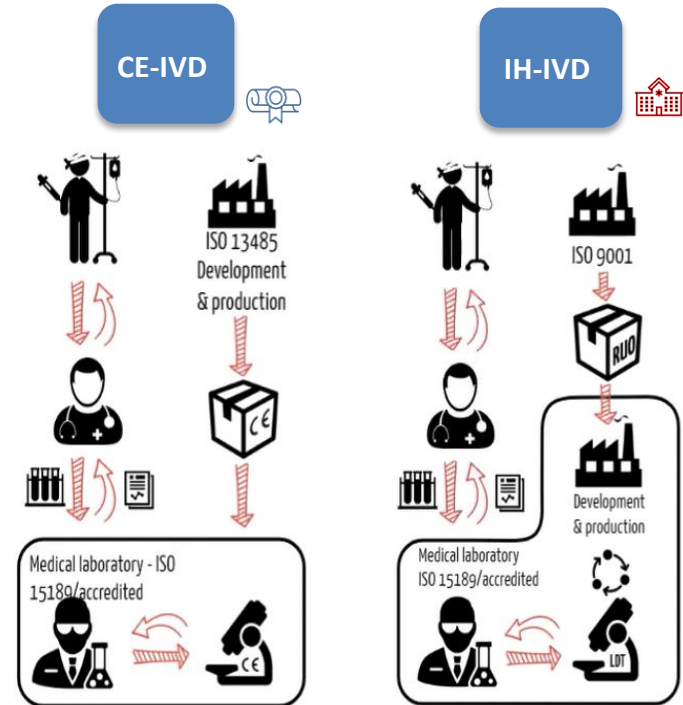 CE-IVD
ISO 13485
Development
& production
CE
Medical laboratory - ISO
15189/accredited
CE
IH-IVD
ISO 9001
RUO
Development
& production
Medical laboratory
ISO 15189/accredited
LDT